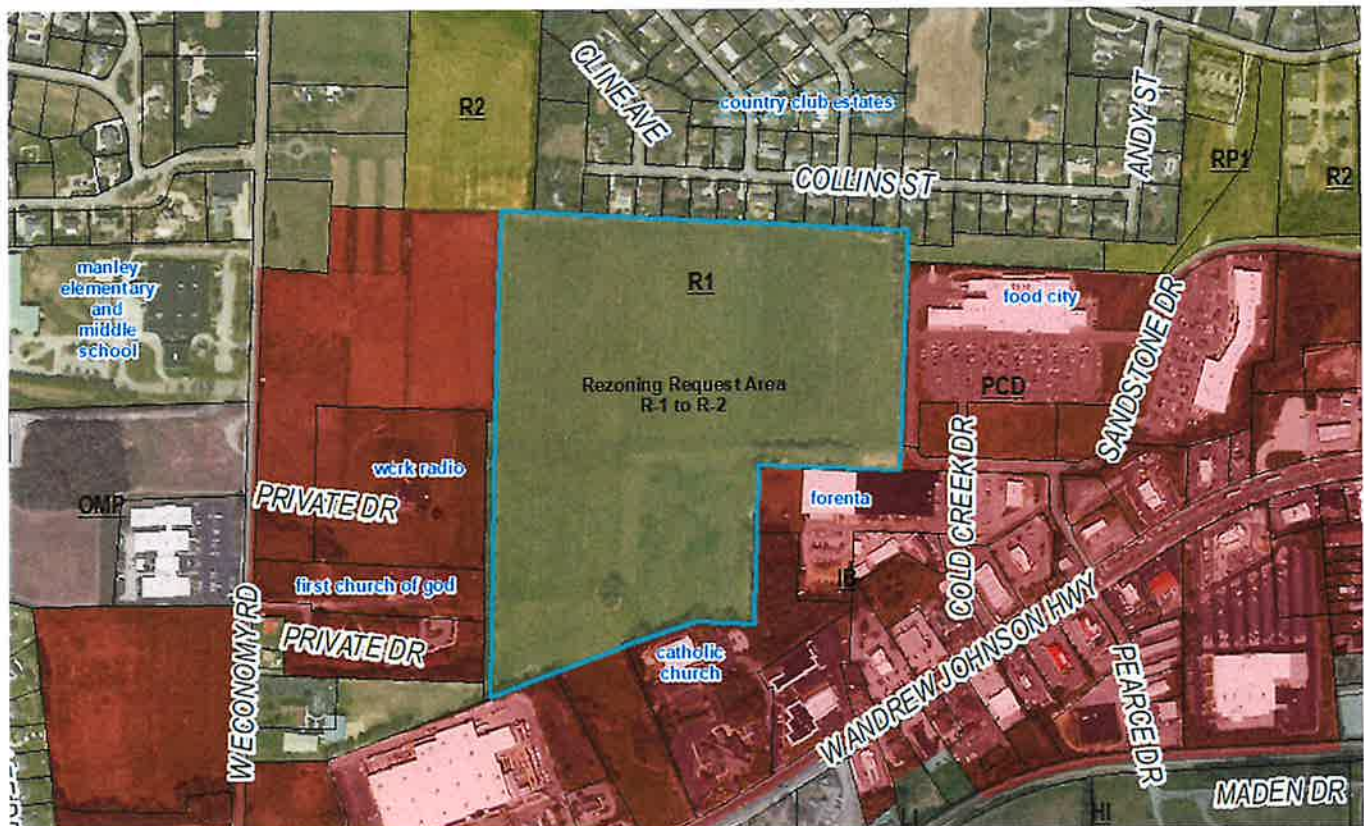 CLINE AVE
country club estates
ANDY ST
R2
RP1
R2
COLLINS ST
manley
elementary
and
middle
school
R1
food city
SANDSTONE DR
Rezoning Request Area
R-1 to R-2
PCD
COLD CREEK DR
werk radio
forenta
OMP
PRIVATE DR
IB
first church of god
W ECONOMY RD
PRIVATE DR
catholic
church
W ANDREW JOHNSON HWY
PEARCE DR
MADEN DR
LI
HI